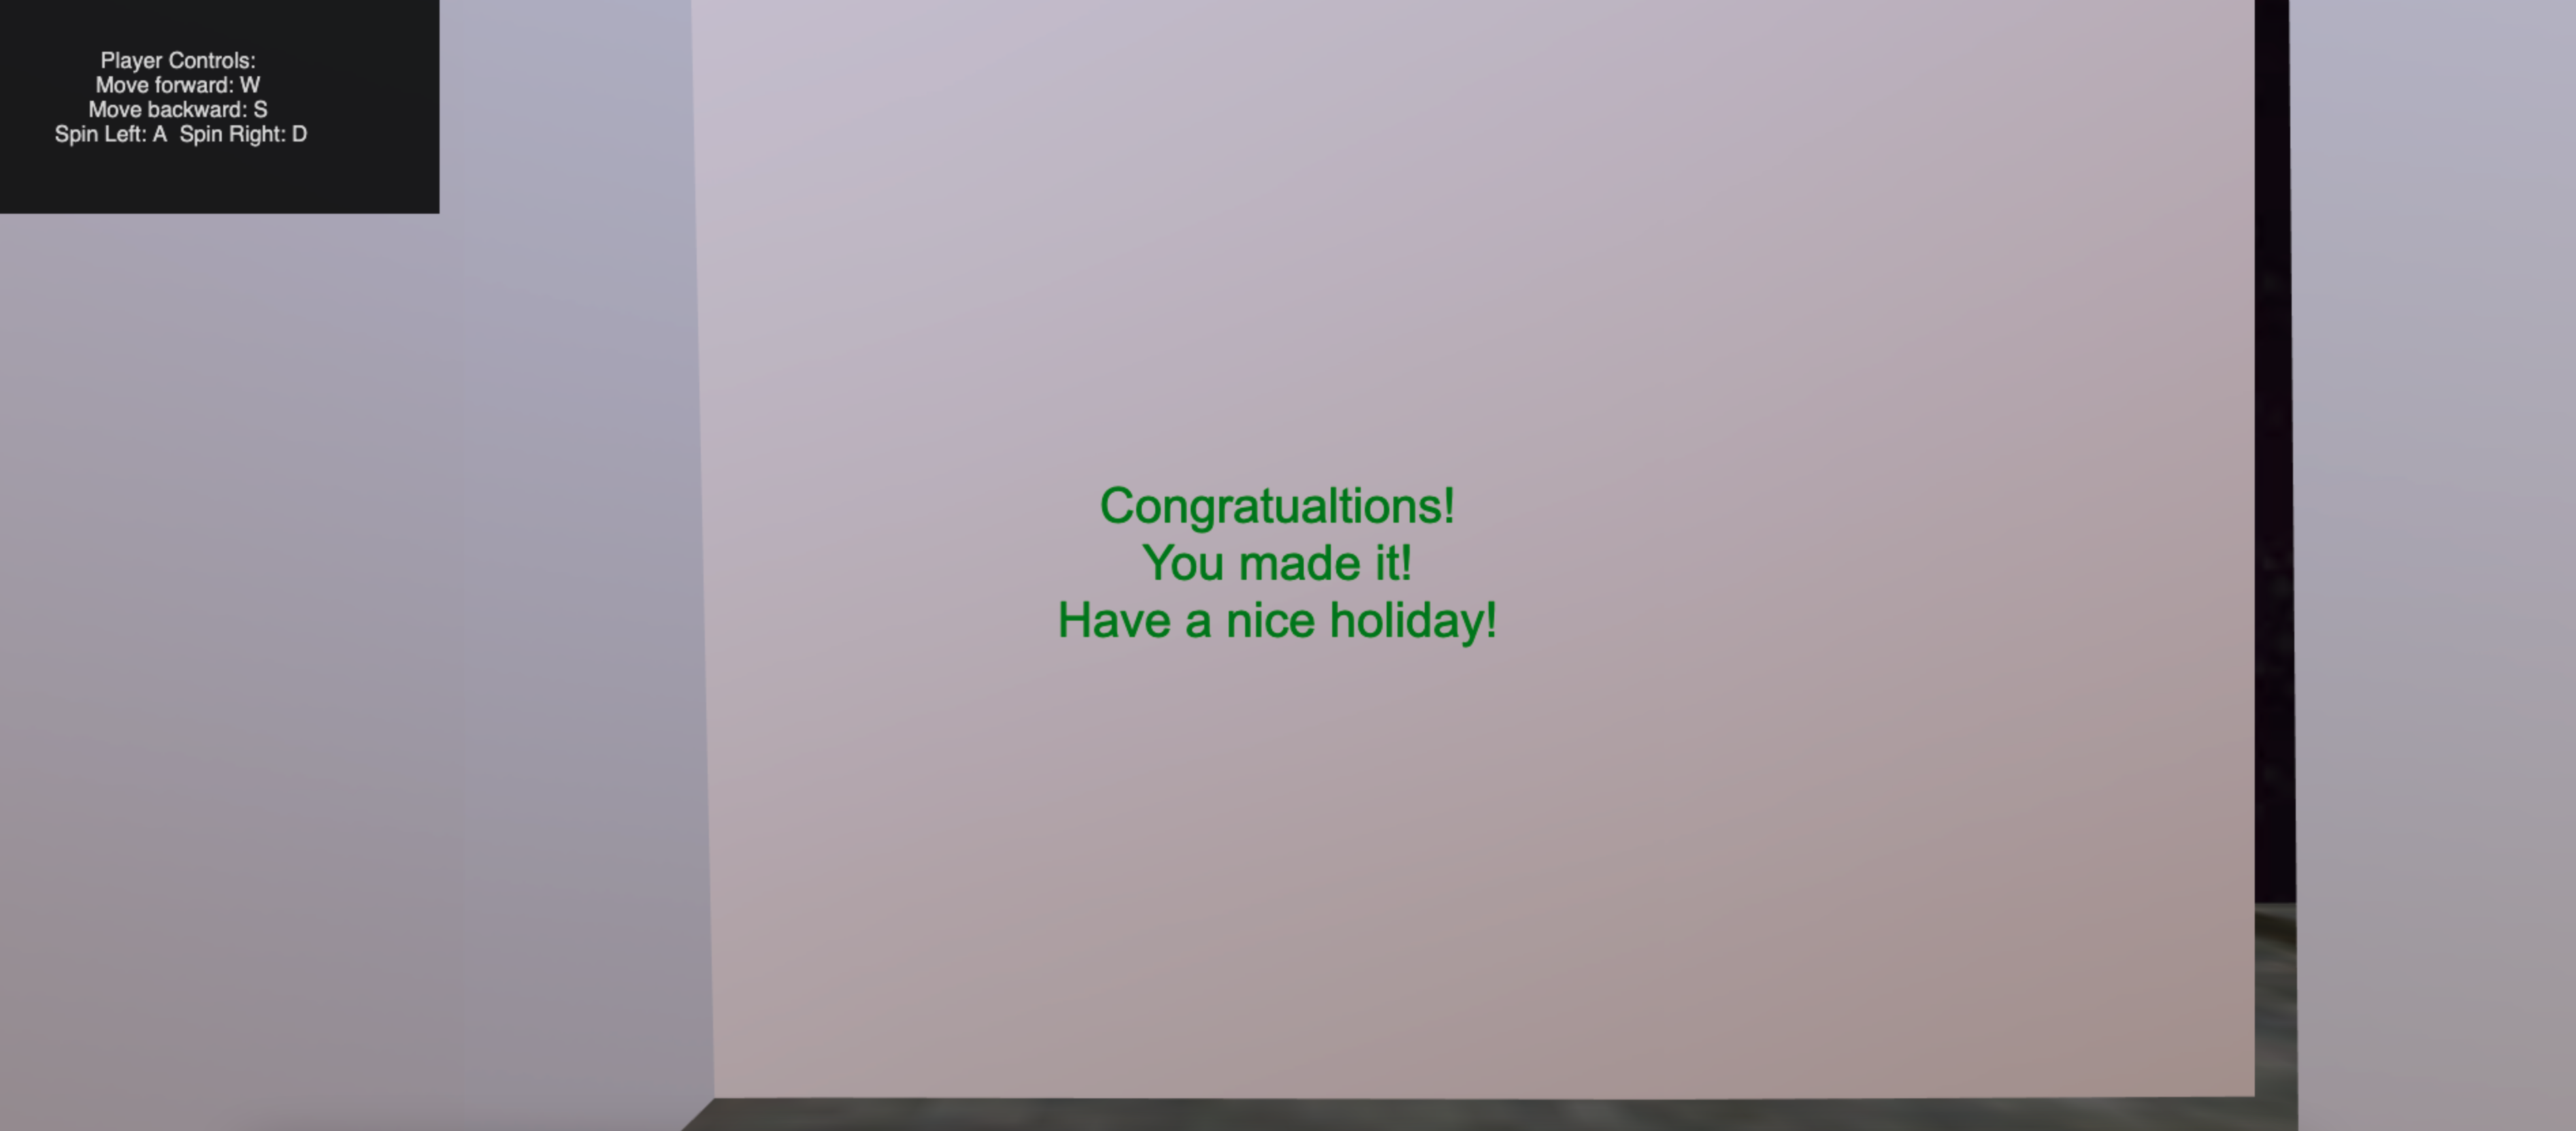 Player Controls:
Move forward: W
Move backward: S
Spin Left: A  Spin Right: D
Congratualtions!
You made it!
Have a nice holiday!